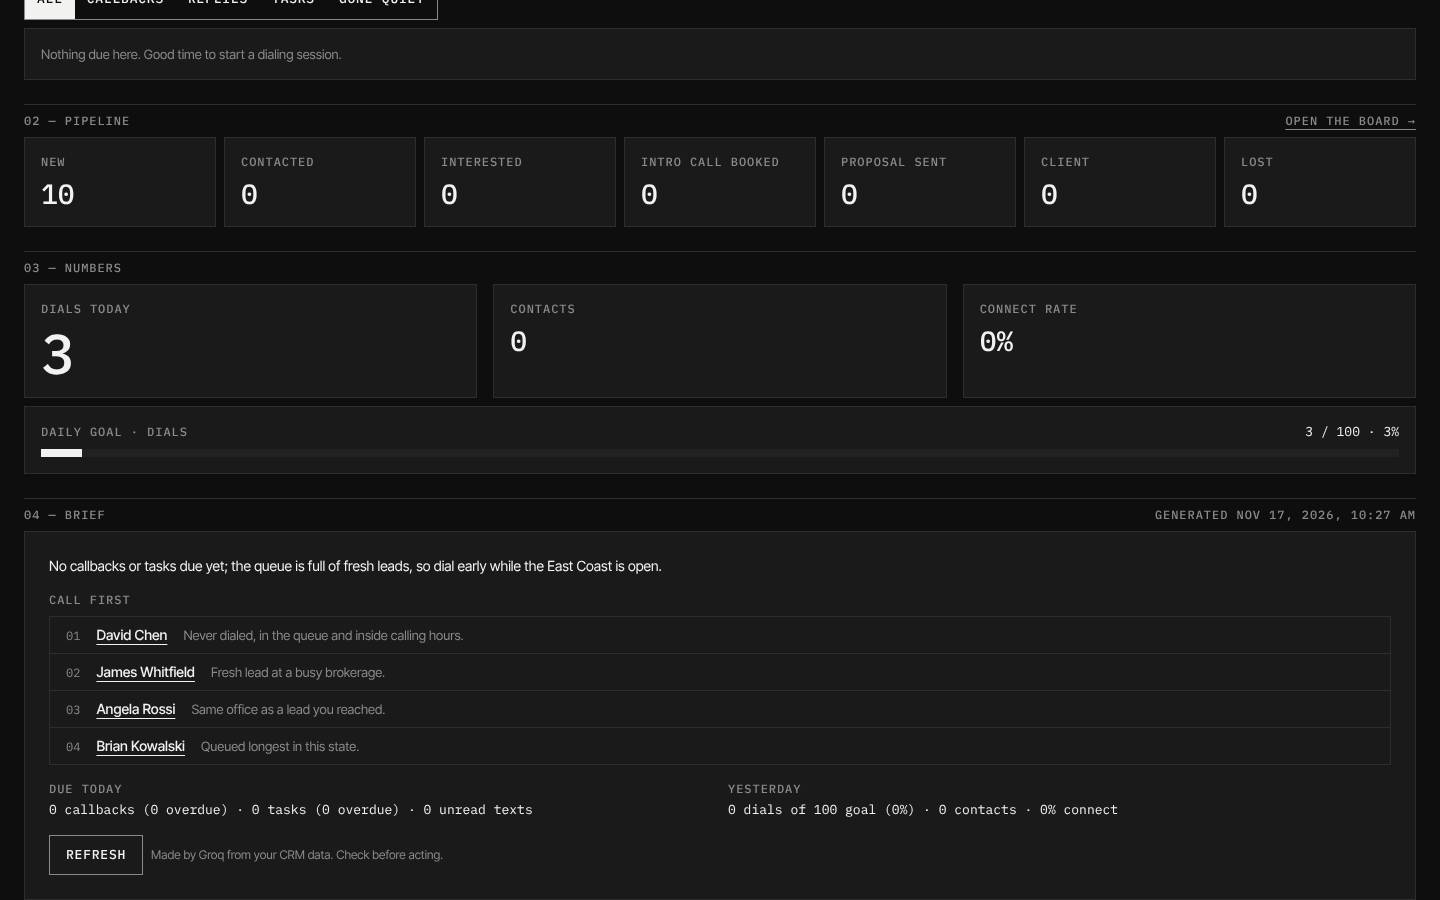 ALL CALLBACKS REPLIES TASKS GONE QUIET
Nothing due here. Good time to start a dialing session.
02 — PIPELINE
OPEN THE BOARD →
NEW
10
CONTACTED
0
INTERESTED
0
INTRO CALL BOOKED
0
PROPOSAL SENT
0
CLIENT
0
LOST
0
03 — NUMBERS
DIALS TODAY
3
CONTACTS
0
CONNECT RATE
0%
DAILY GOAL · DIALS
3 / 100 · 3%
04 — BRIEF
GENERATED NOV 17, 2026, 10:27 AM
No callbacks or tasks due yet; the queue is full of fresh leads, so dial early while the East Coast is open.
CALL FIRST
01 David Chen Never dialed, in the queue and inside calling hours.
02 James Whitfield Fresh lead at a busy brokerage.
03 Angela Rossi Same office as a lead you reached.
04 Brian Kowalski Queued longest in this state.
DUE TODAY
0 callbacks (0 overdue) · 0 tasks (0 overdue) · 0 unread texts
YESTERDAY
0 dials of 100 goal (0%) · 0 contacts · 0% connect
REFRESH
Made by Groq from your CRM data. Check before acting.